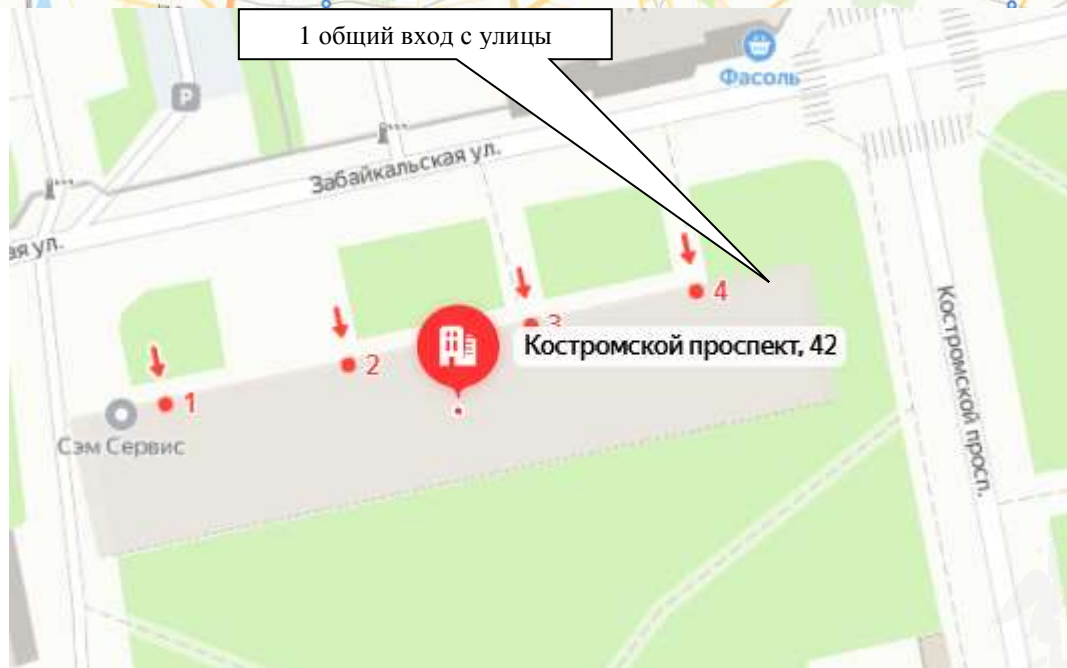 1 общий вход с улицы
Фасоль
P
Забайкальская ул.
ая ул.
4
3
Костромской проспект, 42
2
1
Сэм Сервис
Костромской просп.